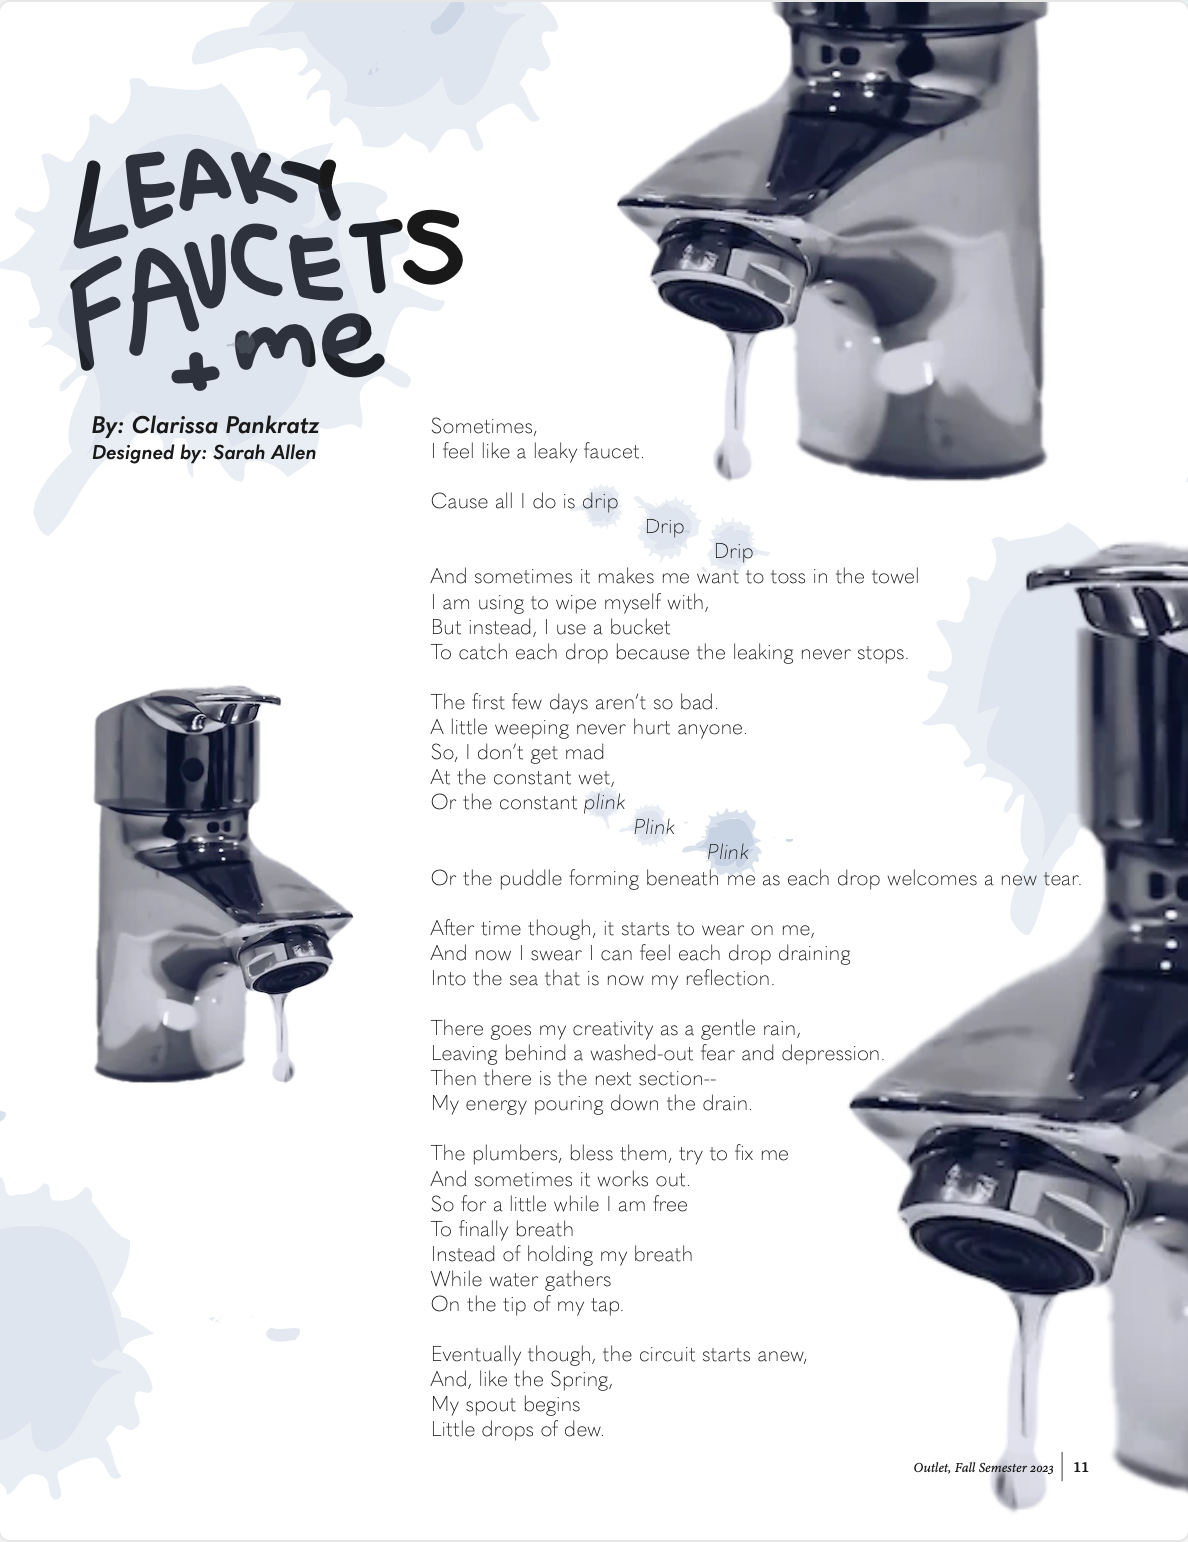 LEAKY
FAUCETS
+ me
By: Clarissa Pankratz
Designed by: Sarah Allen
Sometimes,
I feel like a leaky faucet.
Cause all I do is drip
Drip
Drip
And sometimes it makes me want to toss in the towel
I am using to wipe myself with,
But instead, I use a bucket
To catch each drop because the leaking never stops.
The first few days aren't so bad.
A little weeping never hurt anyone.
So, I don't get mad
At the constant wet,
Or the constant plink
Plink
Plink
Or the puddle forming beneath me as each drop welcomes a new tear.
After time though, it starts to wear on me,
And now I swear I can feel each drop draining
Into the sea that is now my reflection.
There goes my creativity as a gentle rain,
Leaving behind a washed-out fear and depression.
Then there is the next section--
My energy pouring down the drain.
The plumbers, bless them, try to fix me
And sometimes it works out.
So for a little while I am free
To finally breath
Instead of holding my breath
While water gathers
On the tip of my tap.
Eventually though, the circuit starts anew,
And, like the Spring,
My spout begins
Little drops of dew.
Outlet, Fall Semester 2023 | 11